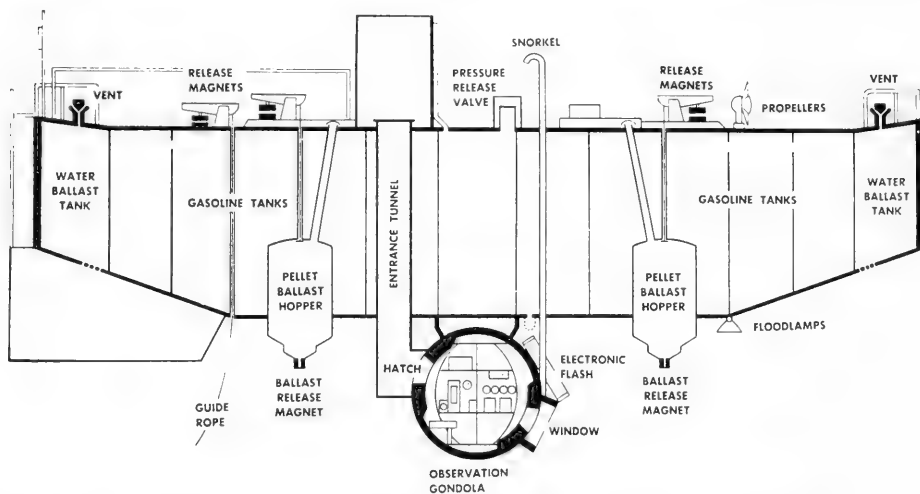 SNORKEL
RELEASE
MAGNETS
PRESSURE
RELEASE
VALVE
RELEASE
MAGNETS
VENT
VENT
PROPELLERS
WATER
BALLAST
TANK
GASOLINE TANKS
ENTRANCE TUNNEL
GASOLINE TANKS
WATER
BALLAST
TANK
PELLET
BALLAST
HOPPER
PELLET
BALLAST
HOPPER
FLOODLAMPS
HATCH
ELECTRONIC
FLASH
BALLAST
RELEASE
MAGNET
BALLAST
RELEASE
MAGNET
GUIDE
ROPE
WINDOW
OBSERVATION
GONDOLA